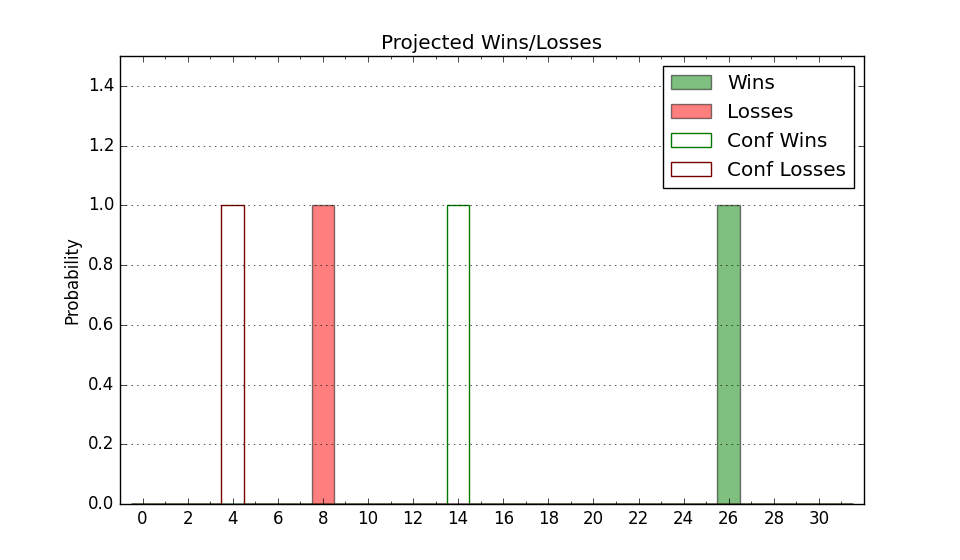 Projected Wins/Losses
Wins
Losses
Conf Wins
Conf Losses
Probability
1.4
1.2
1.0
0.8
0.6
0.4
0.2
0.0
0 2 4 6 8 10 12 14 16 18 20 22 24 26 28 30